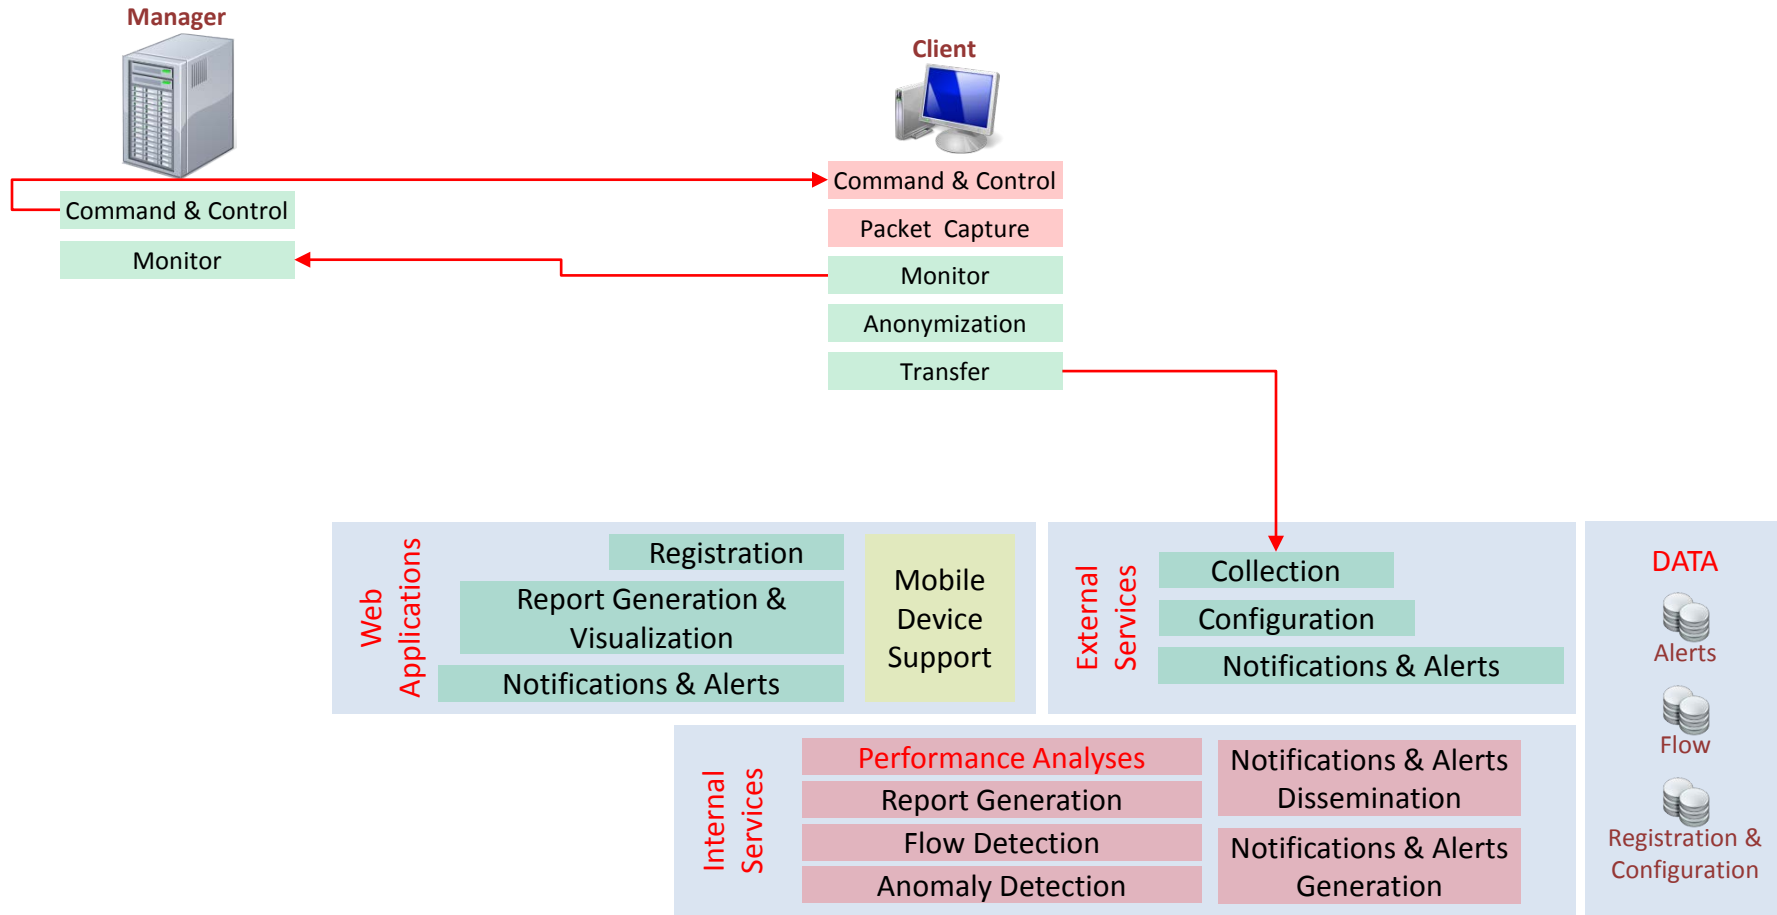 Manager
Client
Command & Control
Command & Control
Packet Capture
Monitor
Monitor
Anonymization
Transfer
Web
Applications
Registration
Report Generation &
Visualization
Notifications & Alerts
Mobile
Device
Support
External
Services
Collection
Configuration
Notifications & Alerts
DATA
Alerts
Flow
Registration &
Configuration
Internal
Services
Performance Analyses
Report Generation
Flow Detection
Anomaly Detection
Notifications & Alerts
Dissemination
Notifications & Alerts
Generation